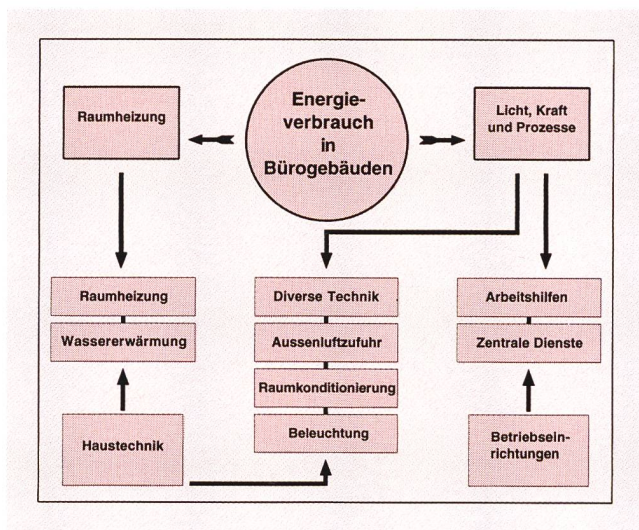 Energie-
verbrauch
in
Bürogebäuden
Raumheizung
Licht, Kraft
und Prozesse
Raumheizung
Wassererwärmung
Diverse Technik
Aussenluftzufuhr
Raumkonditionierung
Beleuchtung
Arbeitshilfen
Zentrale Dienste
Haustechnik
Betriebsein-
richtungen